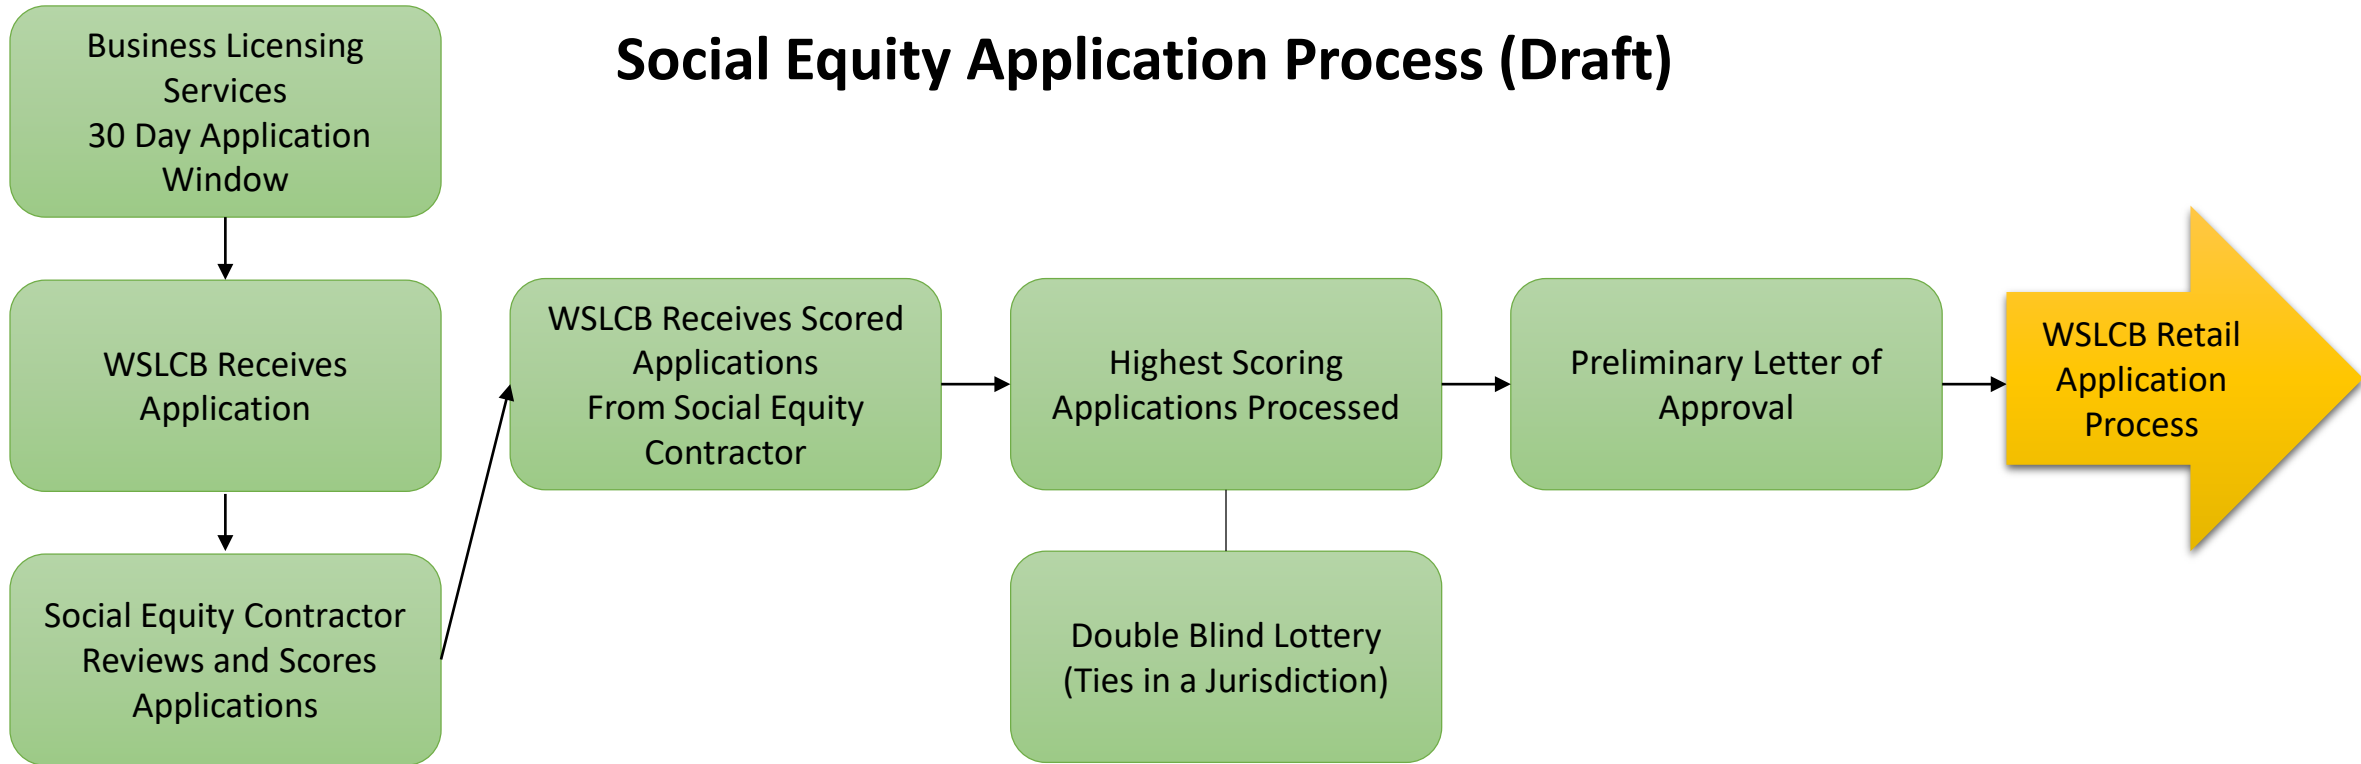 Social Equity Application Process (Draft)
Business Licensing
Services
30 Day Application
Window
WSLCB Receives
Application
Social Equity Contractor
Reviews and Scores
Applications
WSLCB Receives Scored
Applications
From Social Equity
Contractor
Highest Scoring
Applications Processed
Double Blind Lottery
(Ties in a Jurisdiction)
Preliminary Letter of
Approval
WSLCB Retail
Application
Process